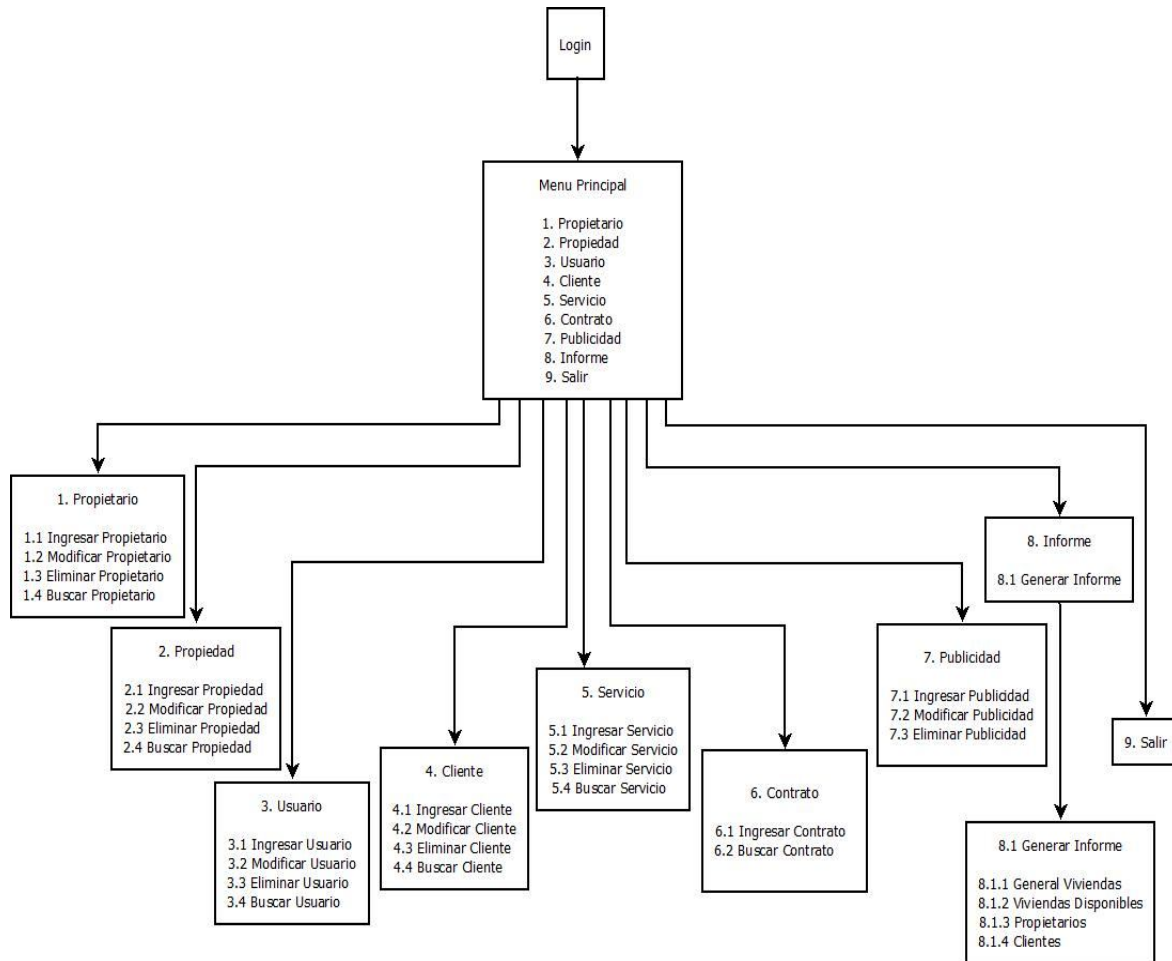 Login
Menu Principal
1. Propietario
2. Propiedad
3. Usuario
4. Cliente
5. Servicio
6. Contrato
7. Publicidad
8. Informe
9. Salir
1. Propietario
1.1 Ingresar Propietario
1.2 Modificar Propietario
1.3 Eliminar Propietario
1.4 Buscar Propietario
2. Propiedad
2.1 Ingresar Propiedad
2.2 Modificar Propiedad
2.3 Eliminar Propiedad
2.4 Buscar Propiedad
3. Usuario
3.1 Ingresar Usuario
3.2 Modificar Usuario
3.3 Eliminar Usuario
3.4 Buscar Usuario
4. Cliente
4.1 Ingresar Cliente
4.2 Modificar Cliente
4.3 Eliminar Cliente
4.4 Buscar Cliente
5. Servicio
5.1 Ingresar Servicio
5.2 Modificar Servicio
5.3 Eliminar Servicio
5.4 Buscar Servicio
6. Contrato
6.1 Ingresar Contrato
6.2 Buscar Contrato
7. Publicidad
7.1 Ingresar Publicidad
7.2 Modificar Publicidad
7.3 Eliminar Publicidad
8. Informe
8.1 Generar Informe
8.1 Generar Informe
8.1.1 General Viviendas
8.1.2 Viviendas Disponibles
8.1.3 Propietarios
8.1.4 Clientes
9. Salir